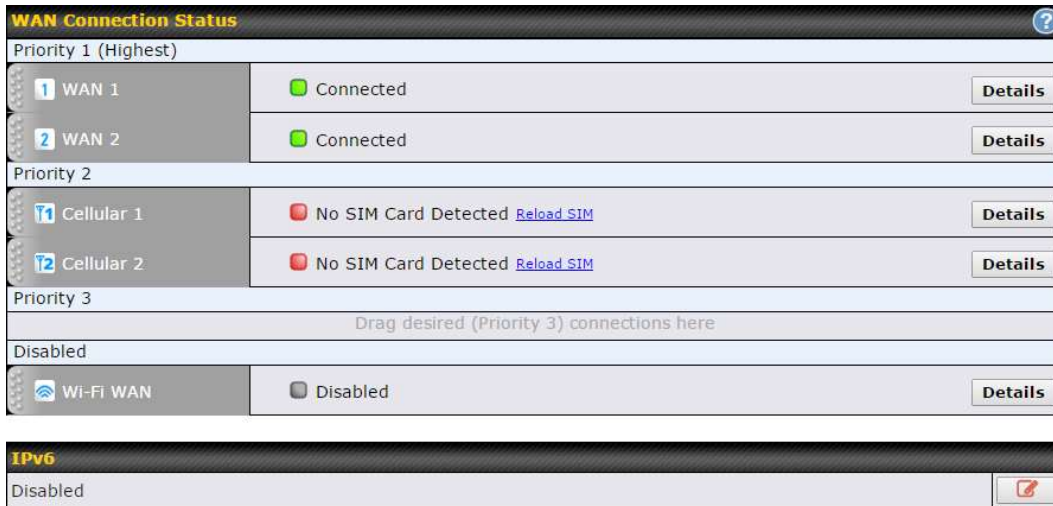 WAN Connection Status
?
Priority 1 (Highest)
1 WAN 1 Connected Details
2 WAN 2 Connected Details
Priority 2
1 Cellular 1 No SIM Card Detected Reload SIM Details
2 Cellular 2 No SIM Card Detected Reload SIM Details
Priority 3
Drag desired (Priority 3) connections here
Disabled
Wi-Fi WAN Disabled Details
IPv6
Disabled